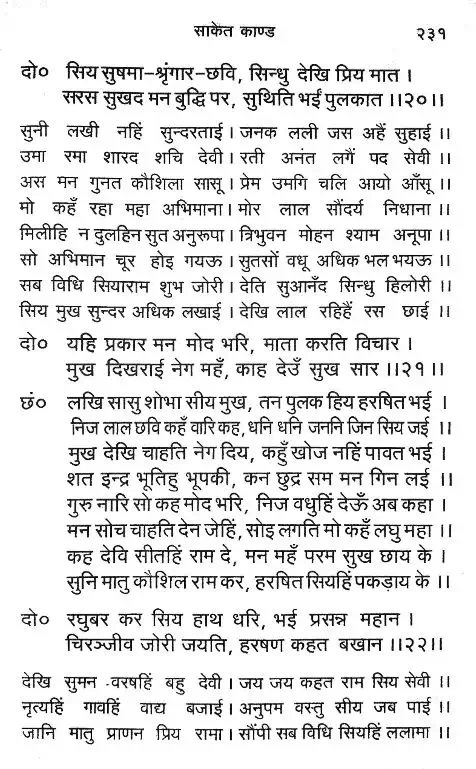 साकेत काण्ड २३१
दो० सिय सुषमा-श्रृंगार-छवि, सिन्धु देखि प्रिय मात ।
सरस सुखद मन बुद्धि पर, सुथिति भईं पुलकात ।।२०।।
सुनी लखी नहिं सुन्दरताई । जनक लली जस अहैं सुहाई ।।
उमा रमा शारद शचि देवी । रती अनंत लगैं पद सेवी ।।
अस मन गुनत कौशिला सासू । प्रेम उमगि चलि आयो आँसू ।।
मो कहँ रहा महा अभिमाना । मोर लाल सौंदर्य निधाना ।।
मिलीहि न दुलहिन सुत अनुरूपा । त्रिभुवन मोहन श्याम अनूपा ।।
सो अभिमान चूर होइ गयऊ । सुतसों वधू अधिक भल भयऊ ।।
सब विधि सियाराम शुभ जोरी । देति सुआनँद सिन्धु हिलोरी ।।
सिय मुख सुन्दर अधिक लखाई । देखि लाल रहिहैं रस छाई ।।
दो० यहि प्रकार मन मोद भरि, माता करति विचार ।
मुख दिखराई नेग महँ, काह देउँ सुख सार ।।२१।।
छं० लखि सासु शोभा सीय मुख, तन पुलक हिय हरषित भई ।
निज लाल छवि कहँ वारि कह, धनि धनि जननि जिन सिय जई ।।
मुख देखि चाहति नेग दिय, कहुँ खोज नहिं पावत भई ।
शत इन्द्र भूतिहु भूपकी, कन छुद्र सम मन गिन लई ।।
गुरु नारि सों कह मोद भरि, निज वधुहिं देऊँ अब कहा ।
मन सोच चाहति देन जेहिं, सोइ लगति मो कहँ लघु महा ।।
कह देवि सीतहिं राम दे, मन महँ परम सुख छाय के ।
सुनि मातु कौशिल राम कर, हरषित सियहिं पकड़ाय के ।।
दो० रघुबर कर सिय हाथ धरि, भई प्रसन्न महान ।
चिरञ्जीव जोरी जयति, हरषण कहत बखान ।।२२।।
देखि सुमन वरषहिं बहु देवी । जय जय कहत राम सिय सेवी ।।
नृत्यहिं गावहिं वाद्य बजाई । अनुपम वस्तु सीय जब पाई ।।
जानि मातु प्राणन प्रिय रामा । सौंपी सब विधि सियहिं ललामा ।।